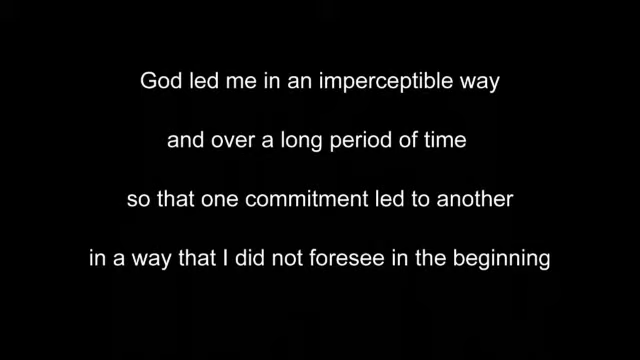 God led me in an imperceptible way
and over a long period of time
so that one commitment led to another
in a way that I did not foresee in the beginning